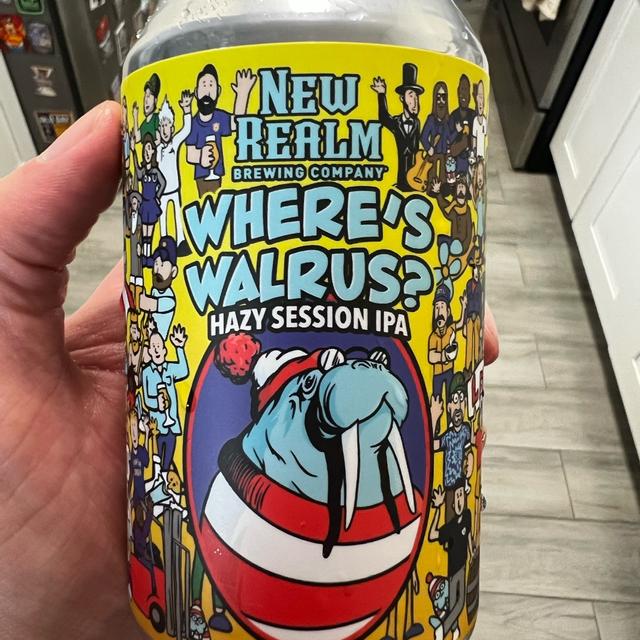 NEW
REALM
BREWING COMPANY
WHERE'S
WALRUS?
HAZY SESSION IPA